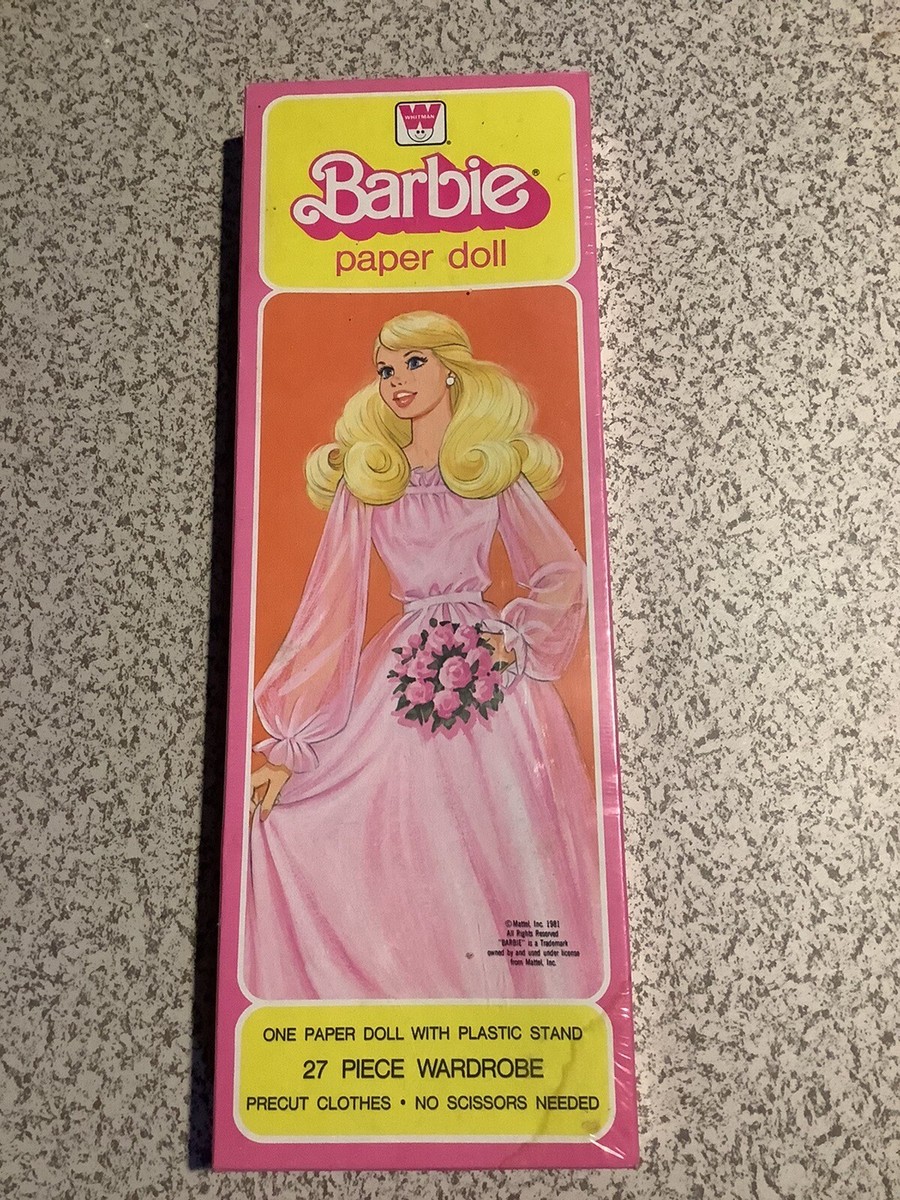 WHITMAN
®
Barbie®
paper doll
© Mattel, Inc. 1981
All Rights Reserved
"BARBIE" is a Trademark
owned by and used under license
from Mattel, Inc.
ONE PAPER DOLL WITH PLASTIC STAND
27 PIECE WARDROBE
PRECUT CLOTHES • NO SCISSORS NEEDED